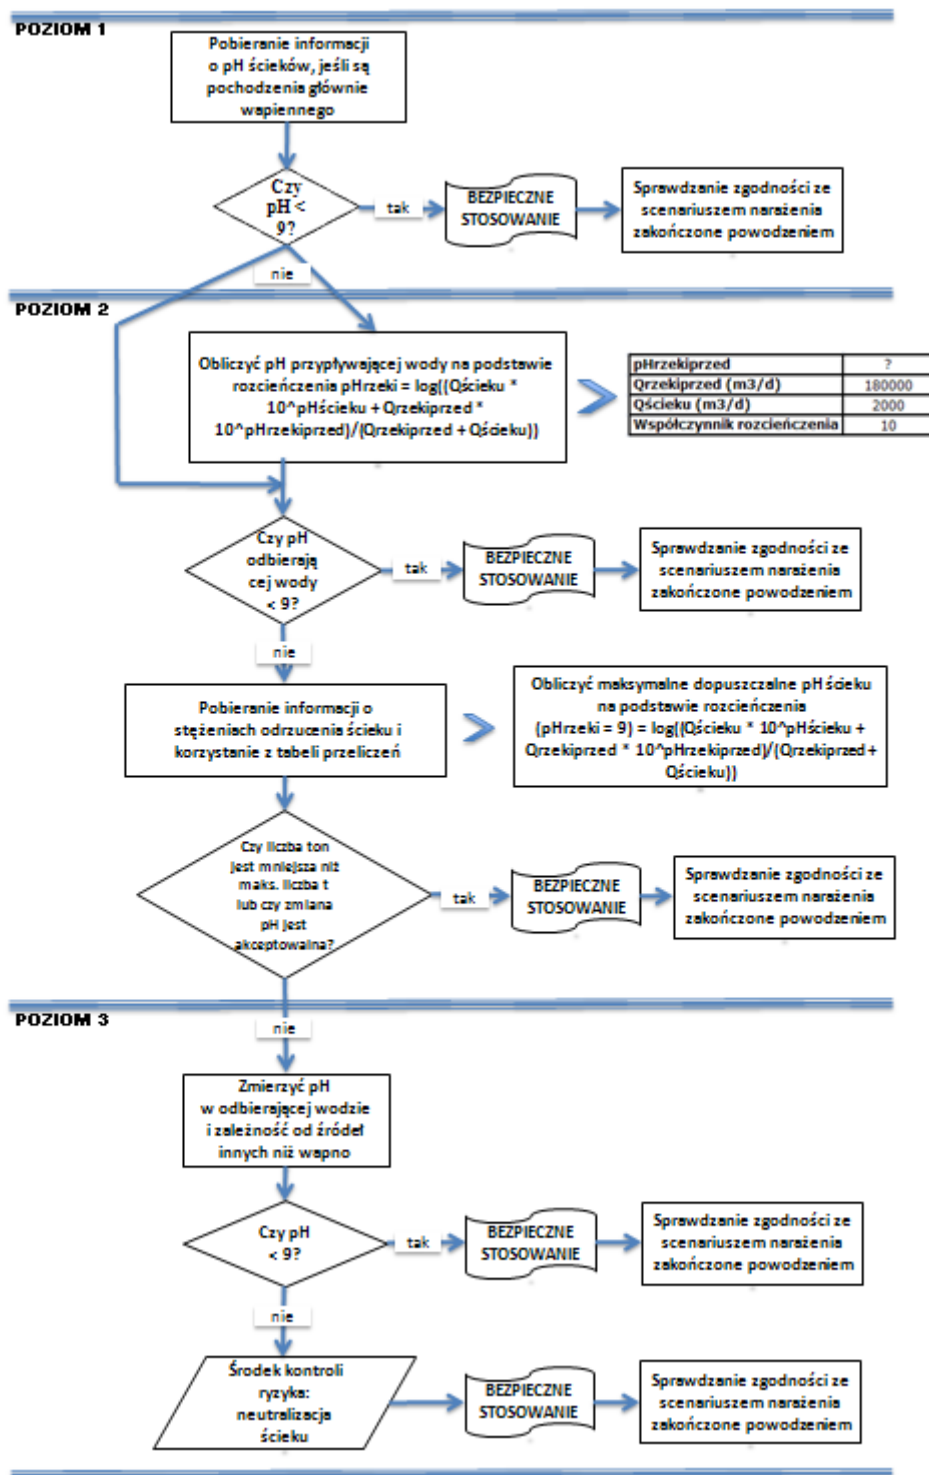 POZIOM 1
Pobieranie informacji
o pH ścieków, jeśli są
pochodzenia głównie
wapiennego
Czy
pH <
9?
tak
BEZPIECZNE
STOSOWANIE
Sprawdzanie zgodności ze
scenariuszem narażenia
zakończone powodzeniem
nie
POZIOM 2
Obliczyć pH przypływającej wody na podstawie
rozcieńczenia pHrzeki = log((Qścieku *
10^pHścieku + Qrzekiprzed *
10^pHrzekiprzed)/(Qrzekiprzed + Qścieku))
pHrzekiprzed ?
Qrzekiprzed (m3/d) 180000
Qścieku (m3/d) 2000
Współczynnik rozcieńczenia 10
Czy pH
odbierają
cej wody
< 9?
tak
BEZPIECZNE
STOSOWANIE
Sprawdzanie zgodności ze
scenariuszem narażenia
zakończone powodzeniem
nie
Pobieranie informacji o
stężeniach odrzucenia ścieku i
korzystanie z tabeli przeliczeń
Obliczyć maksymalne dopuszczalne pH ścieku
na podstawie rozcieńczenia
(pHrzeki = 9) = log((Qścieku * 10^pHścieku +
Qrzekiprzed * 10^pHrzekiprzed)/(Qrzekiprzed +
Qścieku))
Czy liczba ton
jest mniejsza niż
maks. liczba t
lub czy zmiana
pH jest
akceptowalna?
tak
BEZPIECZNE
STOSOWANIE
Sprawdzanie zgodności ze
scenariuszem narażenia
zakończone powodzeniem
POZIOM 3
nie
Zmierzyć pH
w odbierającej wodzie
i zależność od źródeł
innych niż wapno
Czy pH
< 9?
tak
BEZPIECZNE
STOSOWANIE
Sprawdzanie zgodności ze
scenariuszem narażenia
zakończone powodzeniem
nie
Środek kontroli
ryzyka:
neutralizacja
ścieku
BEZPIECZNE
STOSOWANIE
Sprawdzanie zgodności ze
scenariuszem narażenia
zakończone powodzeniem